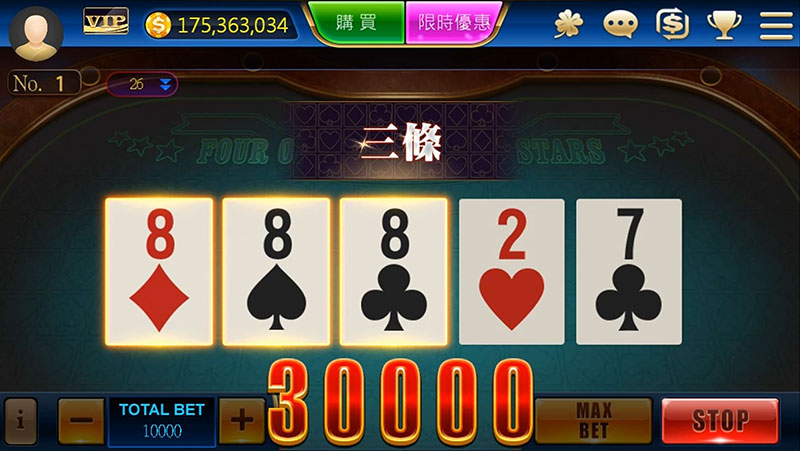 VIP 175,363,034 購買 限時優惠
No. 1 26
三條
FOUR O STARS
8 8 8 2 7
30000
i − TOTAL BET + MAX BET STOP
10000